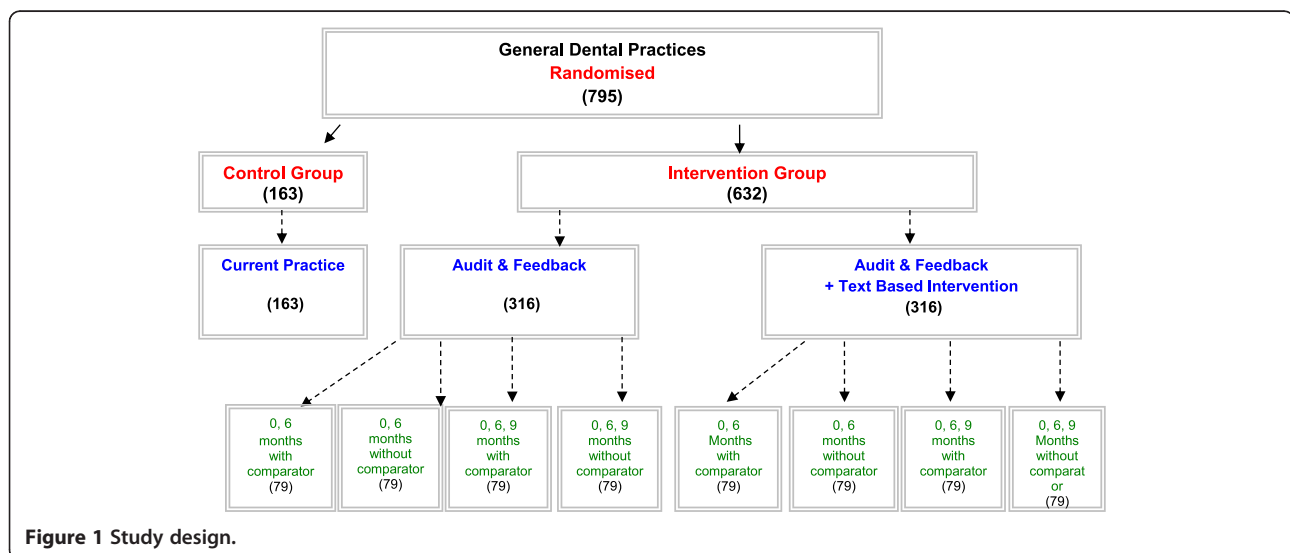 General Dental Practices
Randomised
(795)
Control Group
(163)
Intervention Group
(632)
Current Practice
(163)
Audit & Feedback
(316)
Audit & Feedback
+ Text Based Intervention
(316)
0, 6
months
with
comparator
(79)
0, 6
months
without
comparator
(79)
0, 6, 9
months
with
comparator
(79)
0, 6, 9
months
without
comparator
(79)
0, 6
Months
with
comparator
(79)
0, 6
months
without
comparator
(79)
0, 6, 9
months
with
comparator
(79)
0, 6, 9
Months
without
comparat
or
(79)
Figure 1 Study design.